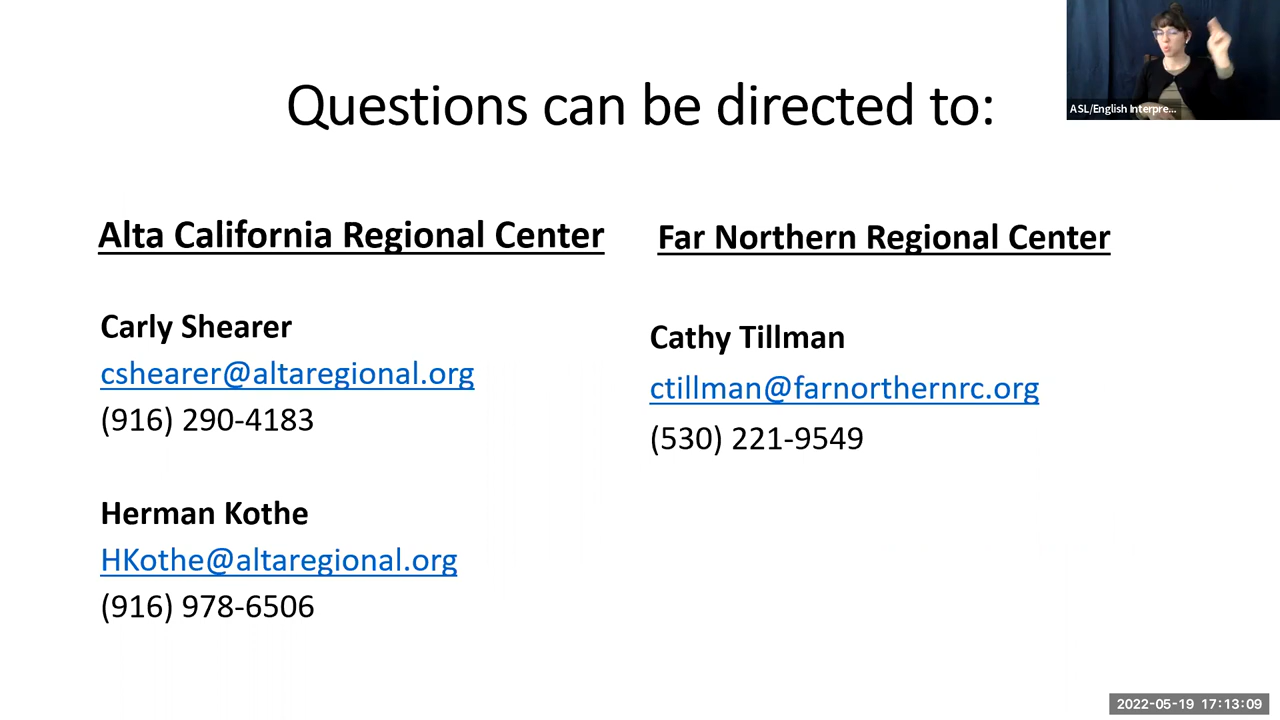 ASL/English Interpre...
Questions can be directed to:
Alta California Regional Center
Carly Shearer
cshearer@altaregional.org
(916) 290-4183
Herman Kothe
HKothe@altaregional.org
(916) 978-6506
Far Northern Regional Center
Cathy Tillman
ctillman@farnorthernrc.org
(530) 221-9549
2022-05-19 17:13:09